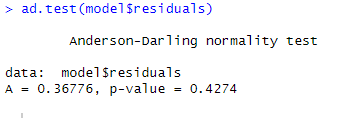 > ad.test(model$residuals)
Anderson-Darling normality test
data:  model$residuals
A = 0.36776, p-value = 0.4274